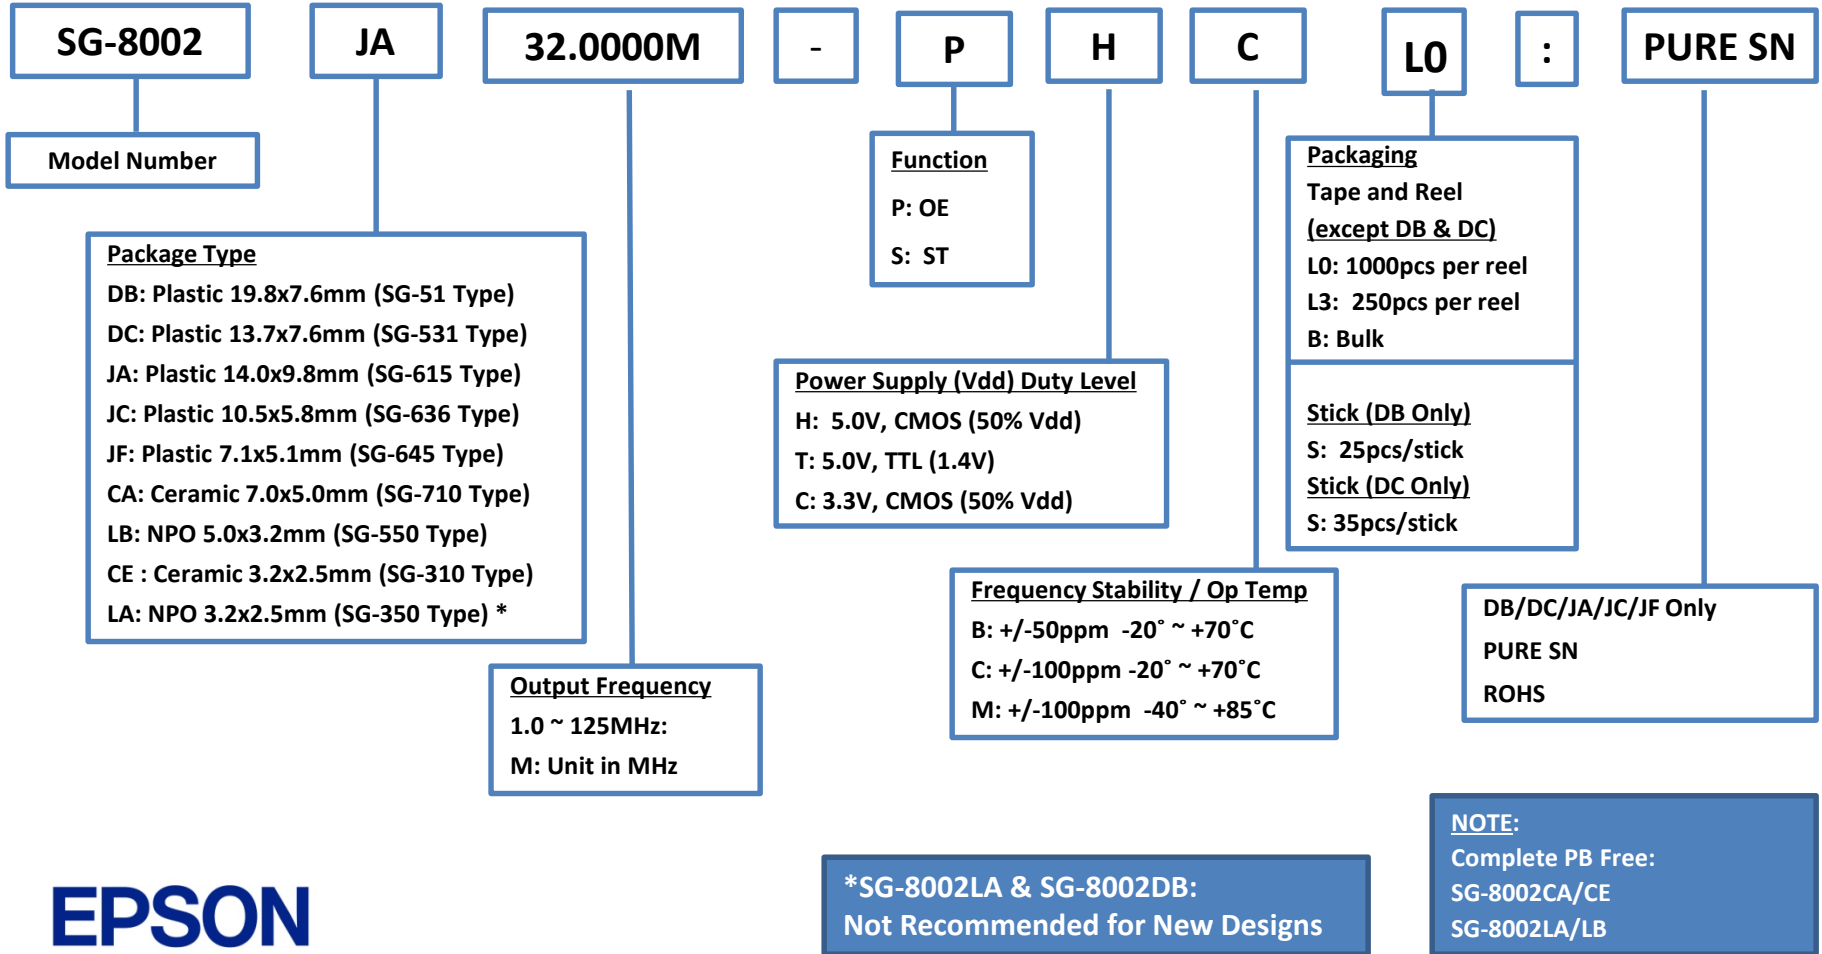 SG-8002 JA 32.0000M - P H C L0 : PURE SN
Model Number
Package Type
DB: Plastic 19.8x7.6mm (SG-51 Type)
DC: Plastic 13.7x7.6mm (SG-531 Type)
JA: Plastic 14.0x9.8mm (SG-615 Type)
JC: Plastic 10.5x5.8mm (SG-636 Type)
JF: Plastic 7.1x5.1mm (SG-645 Type)
CA: Ceramic 7.0x5.0mm (SG-710 Type)
LB: NPO 5.0x3.2mm (SG-550 Type)
CE : Ceramic 3.2x2.5mm (SG-310 Type)
LA: NPO 3.2x2.5mm (SG-350 Type) *
Output Frequency
1.0 ~ 125MHz:
M: Unit in MHz
Function
P: OE
S: ST
Power Supply (Vdd) Duty Level
H: 5.0V, CMOS (50% Vdd)
T: 5.0V, TTL (1.4V)
C: 3.3V, CMOS (50% Vdd)
Frequency Stability / Op Temp
B: +/-50ppm -20˚ ~ +70˚C
C: +/-100ppm -20˚ ~ +70˚C
M: +/-100ppm -40˚ ~ +85˚C
Packaging
Tape and Reel
(except DB & DC)
L0: 1000pcs per reel
L3: 250pcs per reel
B: Bulk
Stick (DB Only)
S: 25pcs/stick
Stick (DC Only)
S: 35pcs/stick
DB/DC/JA/JC/JF Only
PURE SN
ROHS
EPSON
*SG-8002LA & SG-8002DB:
Not Recommended for New Designs
NOTE:
Complete PB Free:
SG-8002CA/CE
SG-8002LA/LB